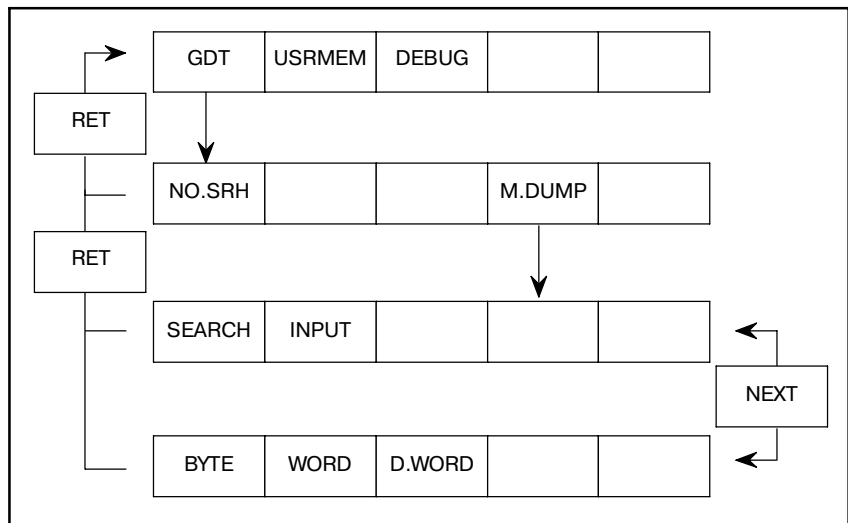 GDT USRMEM DEBUG
RET
NO.SRH M.DUMP
RET
SEARCH INPUT
NEXT
BYTE WORD D.WORD